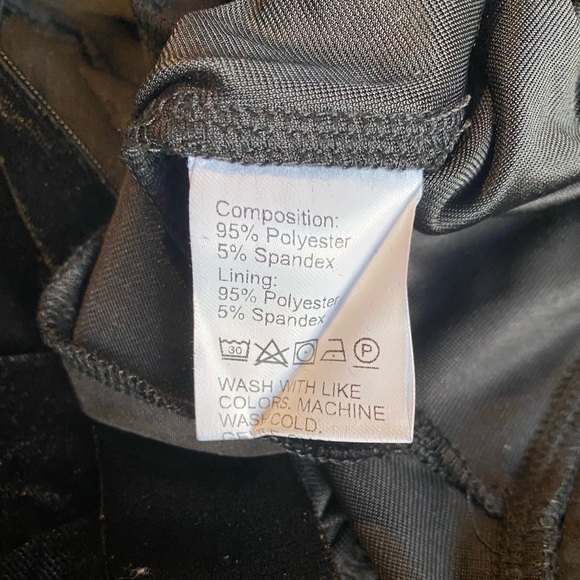 Composition:
95% Polyester
5% Spandex
Lining:
95% Polyester
5% Spandex
30 P
WASH WITH LIKE
COLORS. MACHINE
WASH COLD.